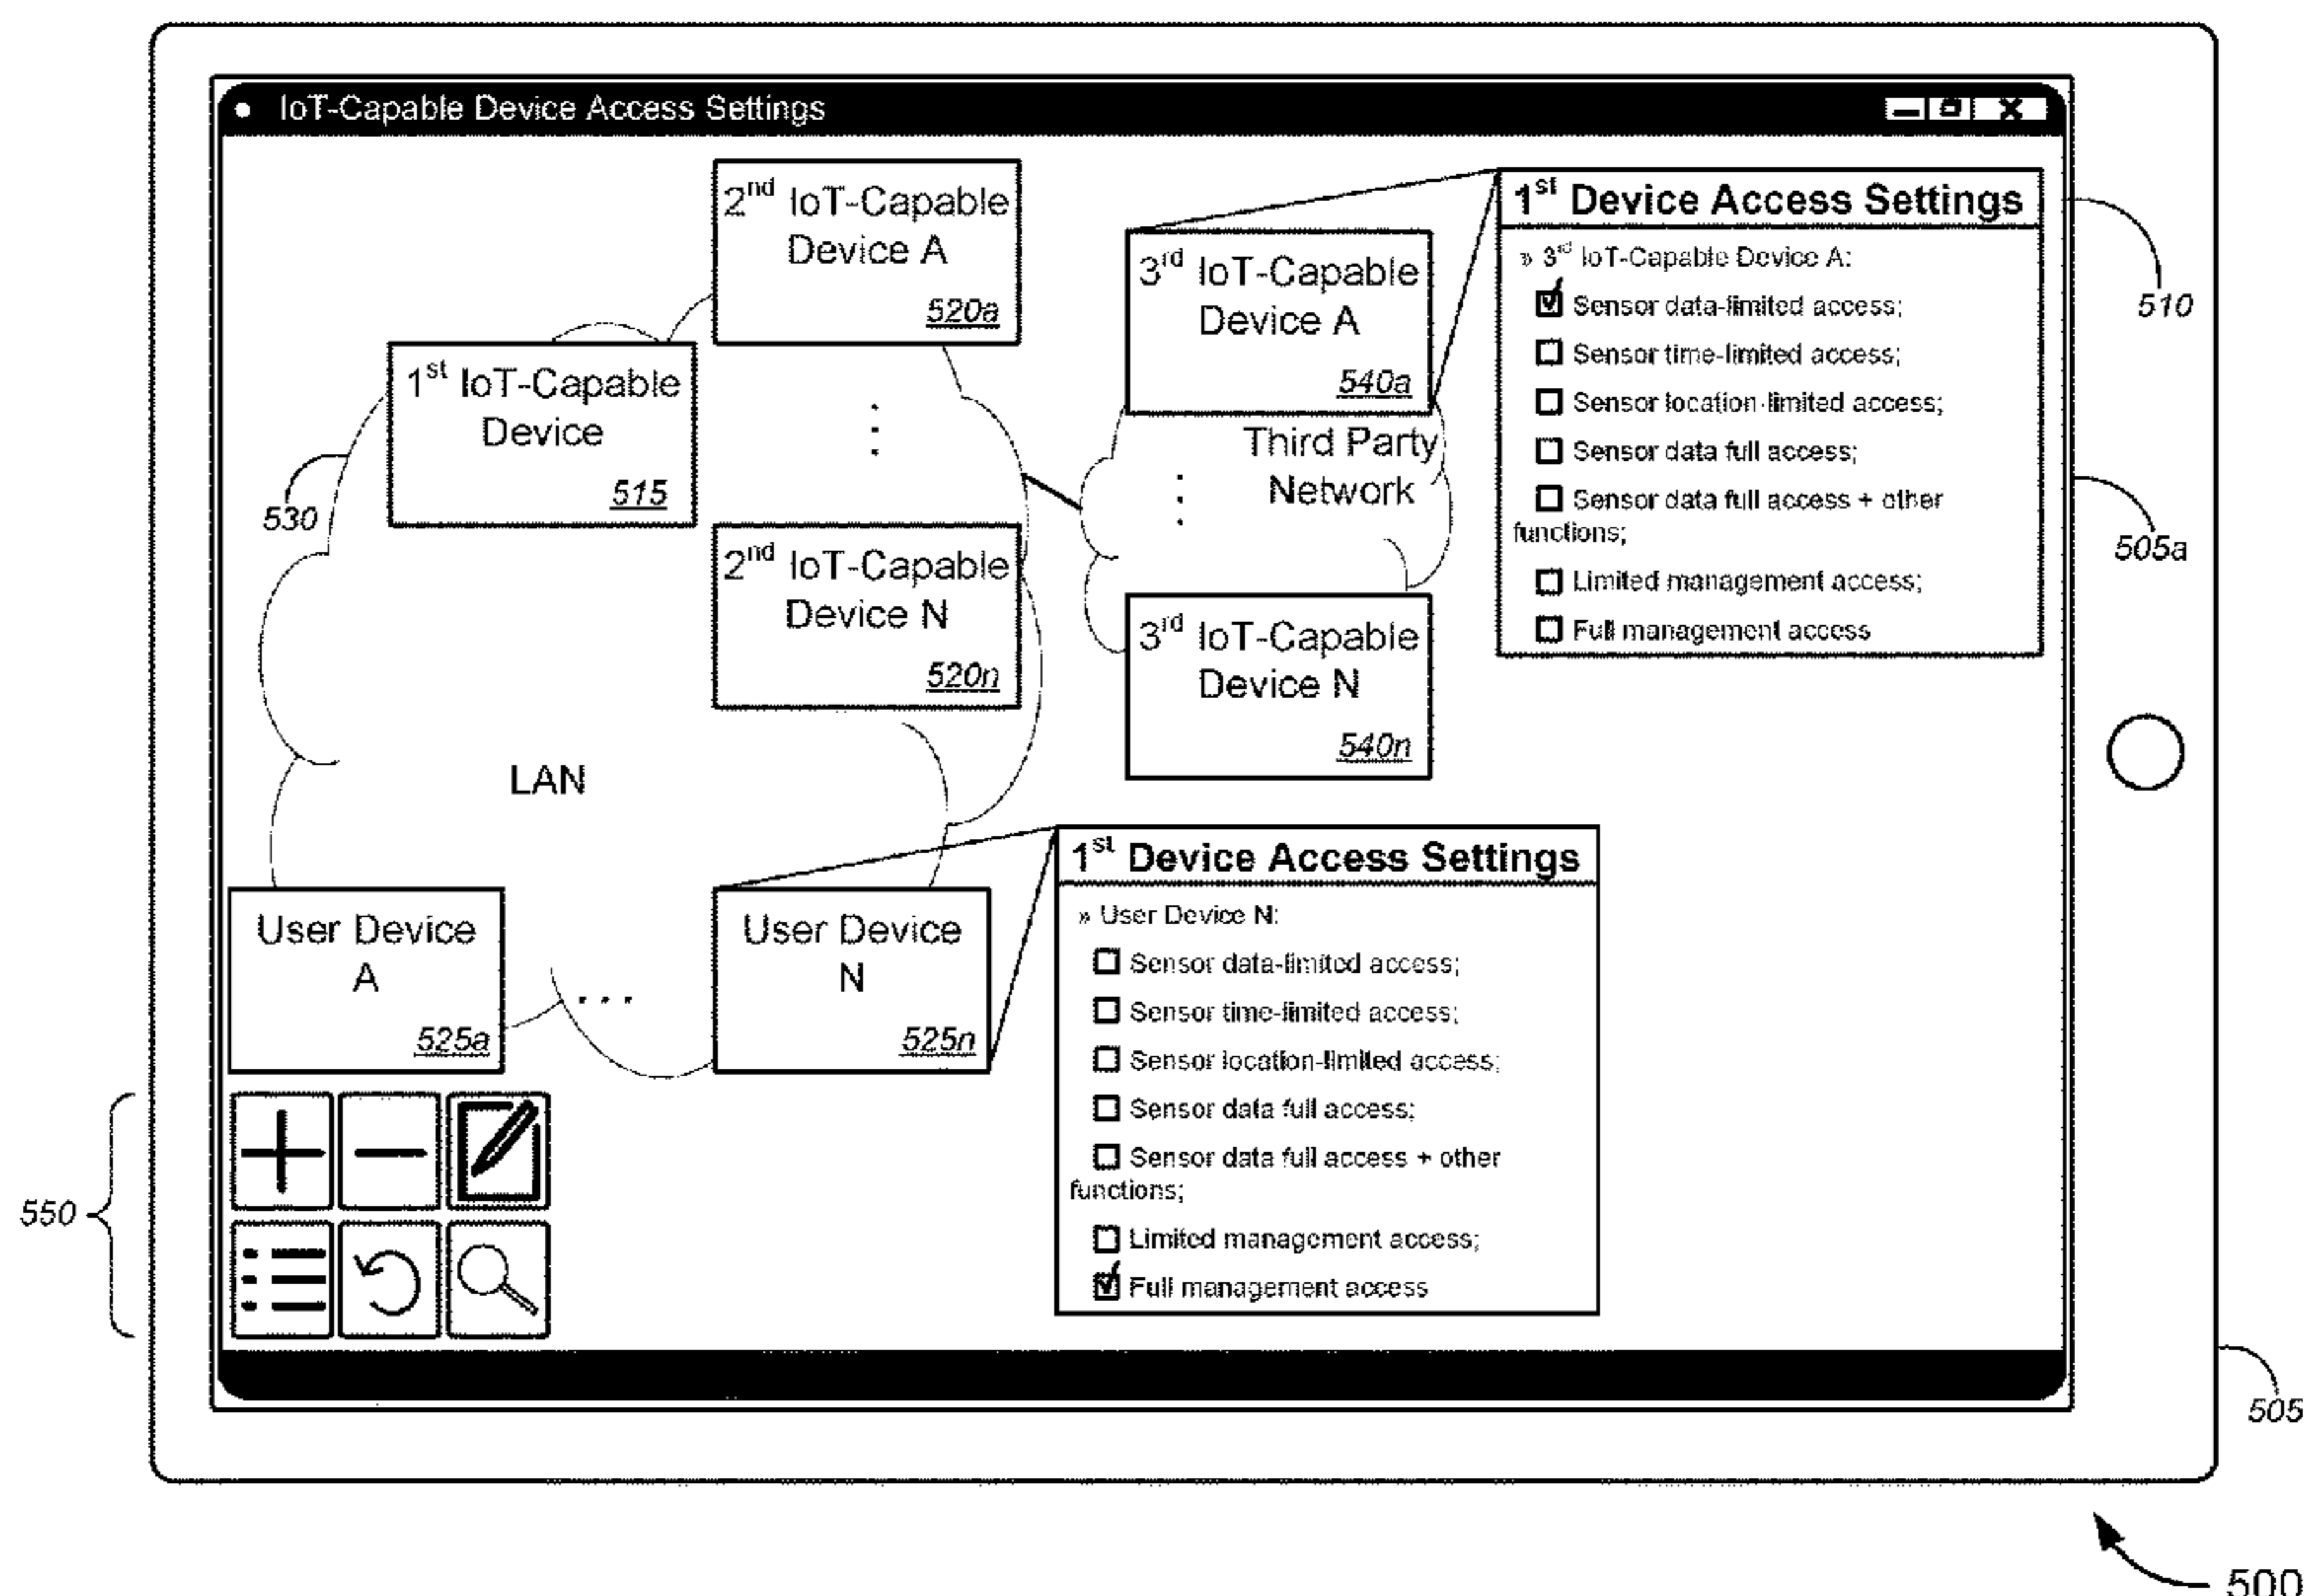 IoT-Capable Device Access Settings
2nd IoT-Capable
Device A
520a
1st IoT-Capable
Device
515
530
2nd IoT-Capable
Device N
520n
LAN
3rd IoT-Capable
Device A
540a
Third Party
Network
3rd IoT-Capable
Device N
540n
1st Device Access Settings
» 3rd IoT-Capable Device A:
Sensor data-limited access;
Sensor time-limited access;
Sensor location-limited access;
Sensor data full access;
Sensor data full access + other
functions;
Limited management access;
Full management access
510
505a
User Device
A
525a
...
User Device
N
525n
1st Device Access Settings
» User Device N:
Sensor data-limited access;
Sensor time-limited access;
Sensor location-limited access;
Sensor data full access;
Sensor data full access + other
functions;
Limited management access;
Full management access
550
505
500